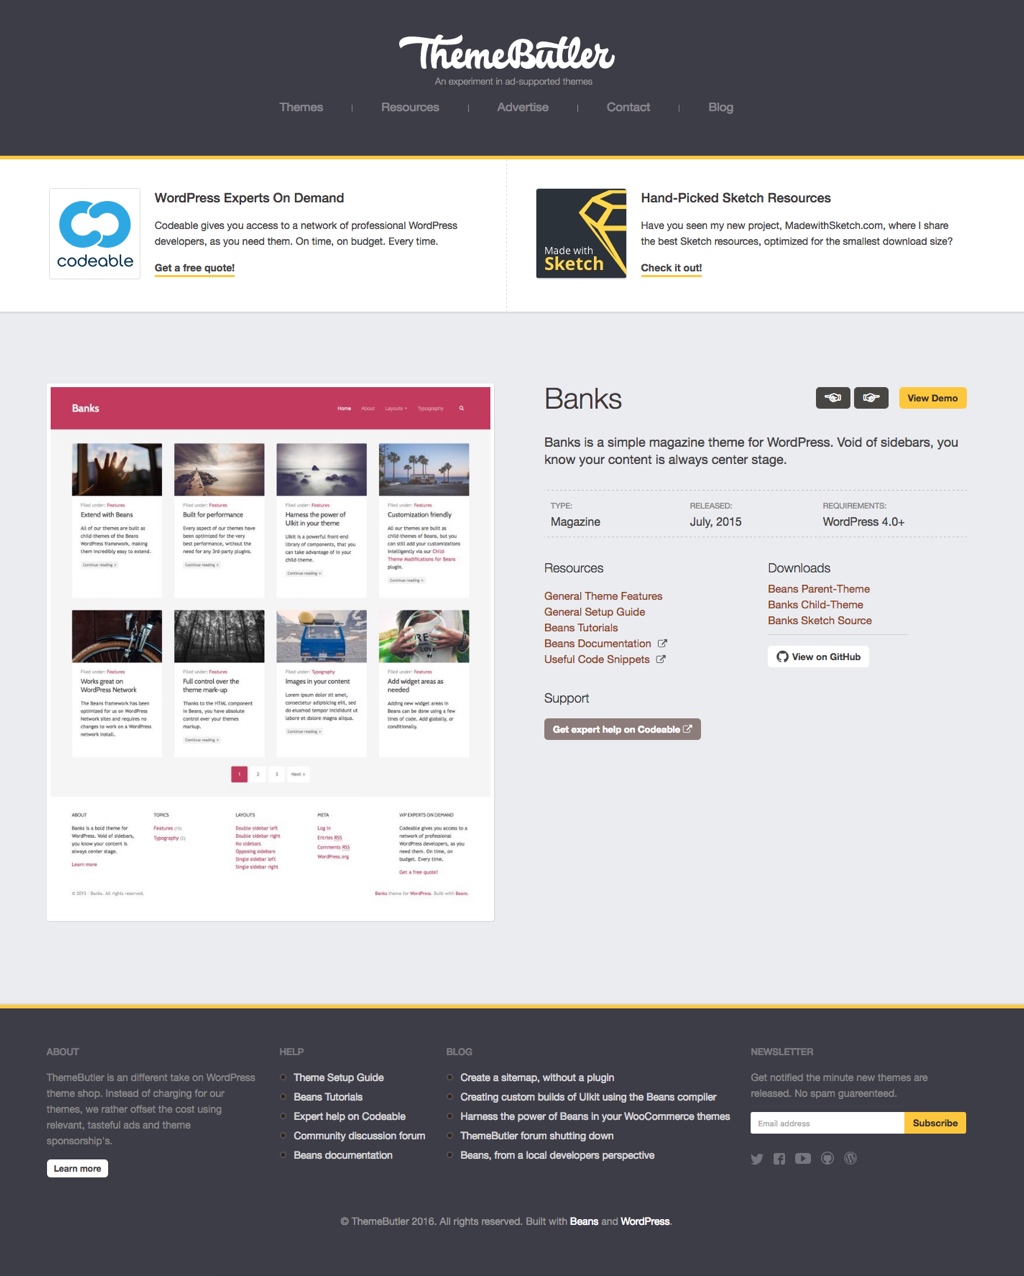 ThemeButler
An experiment in ad-supported themes
Themes | Resources | Advertise | Contact | Blog
codeable
WordPress Experts On Demand
Codeable gives you access to a network of professional WordPress
developers, as you need them. On time, on budget. Every time.
Get a free quote!
Made with
Sketch
Hand-Picked Sketch Resources
Have you seen my new project, MadewithSketch.com, where I share
the best Sketch resources, optimized for the smallest download size?
Check it out!
Banks
Home About Layouts Typography
Filed under: Features
Extend with Beans
All of our themes are built as
child-themes of the Beans
WordPress framework, making
them incredibly easy to extend.
Continue reading »
Filed under: Features
Built for performance
Every aspect of our themes have
been optimized for the very
best performance, without the
need for any 3rd party plugins.
Continue reading »
Filed under: Features
Harness the power of
UIkit in your theme
UIkit is a powerful front-end
library of components, that you
can take advantage of in your
child-theme.
Continue reading »
Filed under: Features
Customization friendly
All our themes are built as
child-themes of Beans, but you
can still add your customizations
intelligently via our Child
Theme Modifications for Beans
plugin.
Continue reading »
Filed under: Features
Works great on
WordPress Network
The Beans framework has been
optimized for use on WordPress
Network sites and requires no
changes to work on a WordPress
network install.
Continue reading »
Filed under: Features
Full control over the
theme mark-up
Thanks to the HTML component
in Beans, you have absolute
control over your themes
markup.
Continue reading »
Filed under: Typography
Images in your content
Lorem ipsum dolor sit amet,
consectetur adipisicing elit, sed
do eiusmod tempor incididunt ut
labore et dolore magna aliqua.
Continue reading »
Filed under: Features
Add widget areas as
needed
Adding new widget areas in
Beans can be done using a few
lines of code. Add globally, or
conditionally.
1 2 3 Next »
ABOUT
Banks is a bold theme for
WordPress. Void of sidebars,
you know your content is
always center stage.
Learn more
TOPICS
Features
Typography
LAYOUTS
Double sidebar left
Double sidebar right
No sidebars
Opposing sidebars
Single sidebar left
Single sidebar right
META
Log in
Entries RSS
Comments RSS
WordPress.org
WP EXPERTS ON DEMAND
Codeable gives you access to a
network of professional
WordPress developers, as you
need them. On time, on
budget. Every time.
Get a free quote!
© 2015 - Banks. All rights reserved.
Banks theme for WordPress. Built with Beans.
Banks
View Demo
Banks is a simple magazine theme for WordPress. Void of sidebars, you
know your content is always center stage.
TYPE:
Magazine
RELEASED:
July, 2015
REQUIREMENTS:
WordPress 4.0+
Resources
General Theme Features
General Setup Guide
Beans Tutorials
Beans Documentation
Useful Code Snippets
Downloads
Beans Parent-Theme
Banks Child-Theme
Banks Sketch Source
View on GitHub
Support
Get expert help on Codeable
ABOUT
ThemeButler is an different take on WordPress
theme shop. Instead of charging for our
themes, we rather offset the cost using
relevant, tasteful ads and theme
sponsorship's.
Learn more
HELP
Theme Setup Guide
Beans Tutorials
Expert help on Codeable
Community discussion forum
Beans documentation
BLOG
Create a sitemap, without a plugin
Creating custom builds of UIkit using the Beans compiler
Harness the power of Beans in your WooCommerce themes
ThemeButler forum shutting down
Beans, from a local developers perspective
NEWSLETTER
Get notified the minute new themes are
released. No spam guareenteed.
Email address
Subscribe
© ThemeButler 2016. All rights reserved. Built with Beans and WordPress.